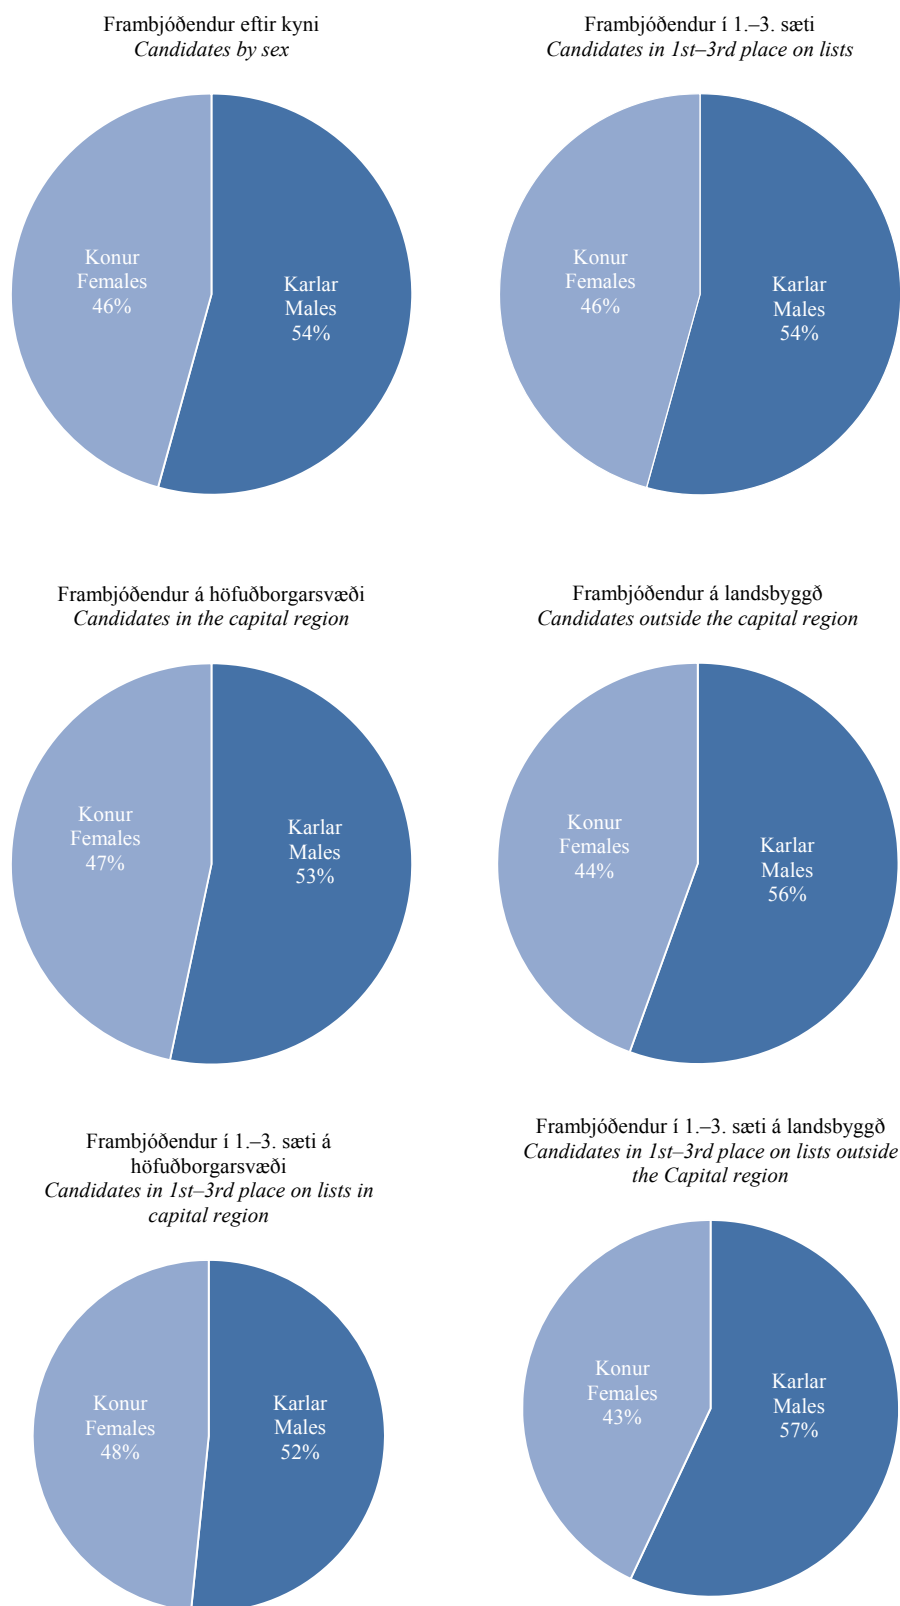 Frambjóðendur eftir kyni
Candidates by sex
Konur
Females
46%
Karlar
Males
54%
Frambjóðendur í 1.–3. sæti
Candidates in 1st–3rd place on lists
Konur
Females
46%
Karlar
Males
54%
Frambjóðendur á höfuðborgarsvæði
Candidates in the capital region
Konur
Females
47%
Karlar
Males
53%
Frambjóðendur á landsbyggð
Candidates outside the capital region
Konur
Females
44%
Karlar
Males
56%
Frambjóðendur í 1.–3. sæti á
höfuðborgarsvæði
Candidates in 1st–3rd place on lists in
capital region
Konur
Females
48%
Karlar
Males
52%
Frambjóðendur í 1.–3. sæti á landsbyggð
Candidates in 1st–3rd place on lists outside
the Capital region
Konur
Females
43%
Karlar
Males
57%